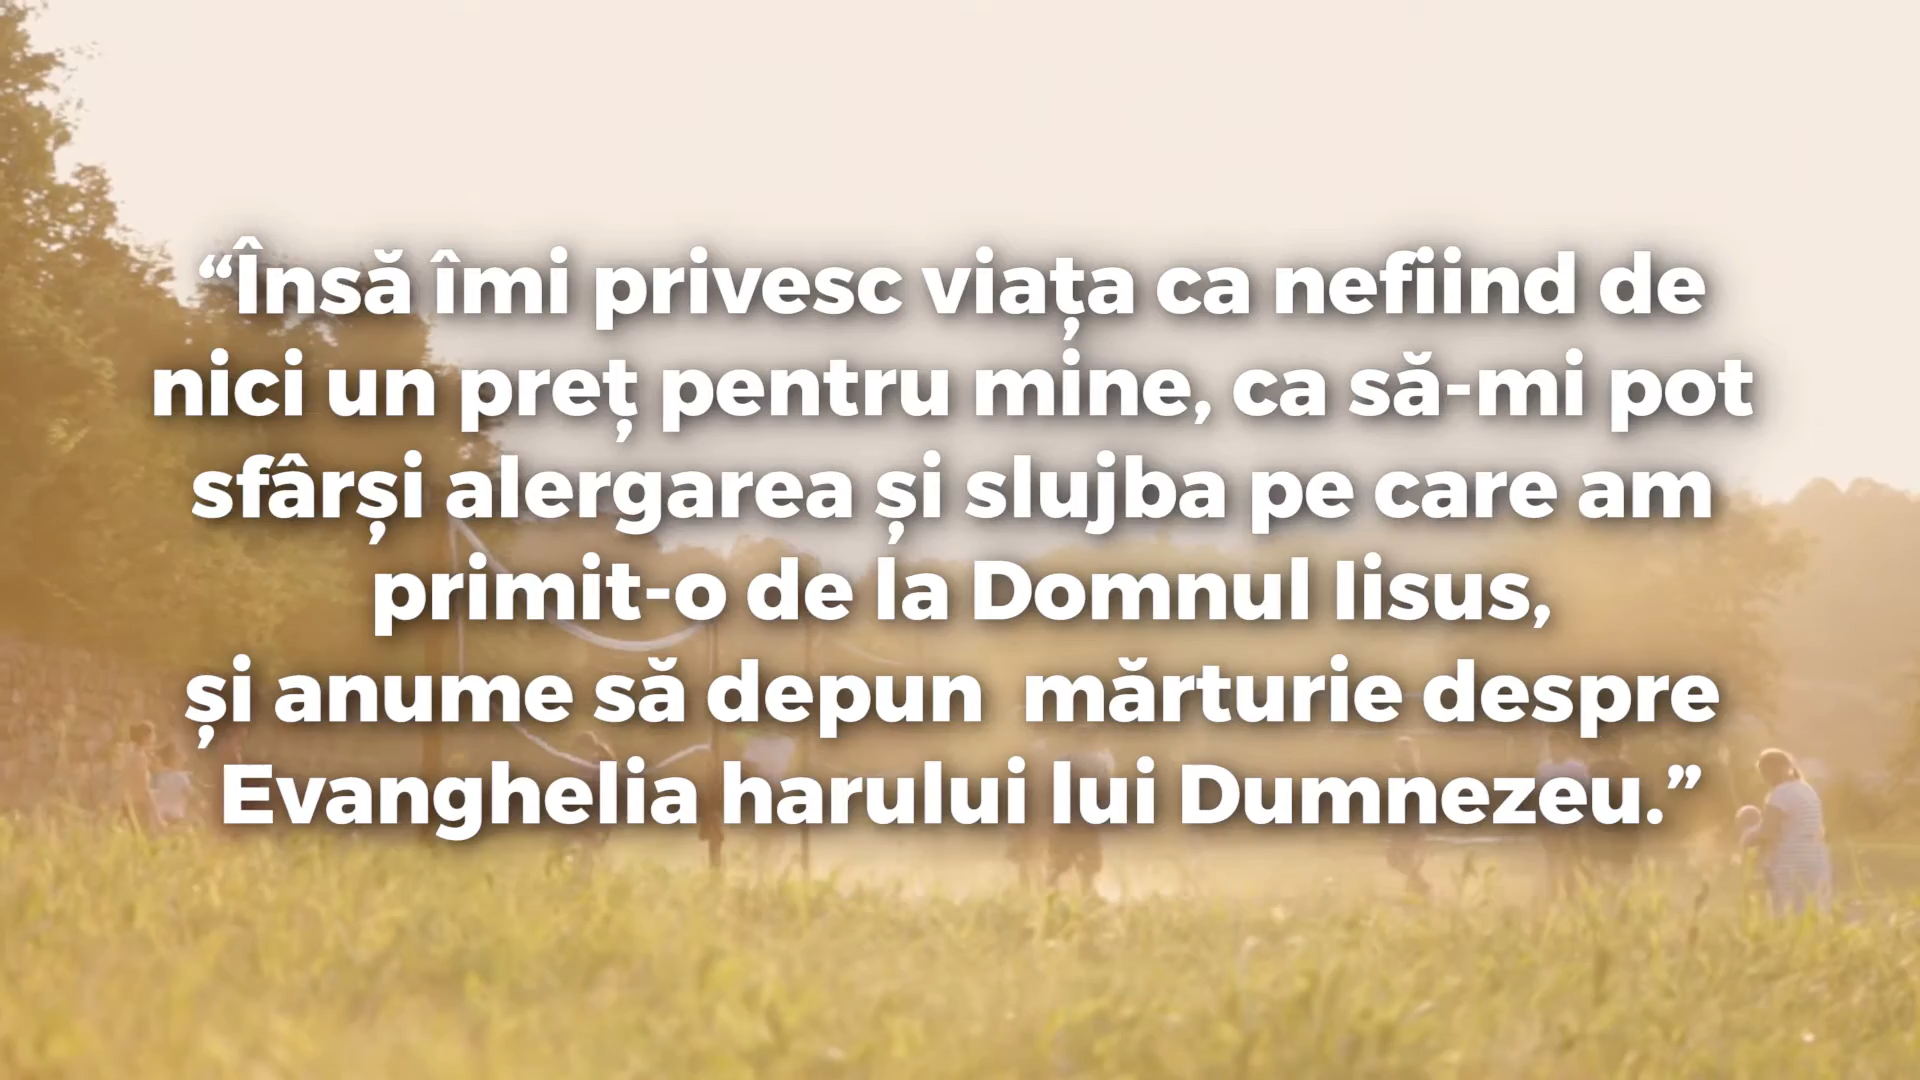 “Însă îmi privesc viața ca nefiind de
nici un preț pentru mine, ca să-mi pot
sfârși alergarea și slujba pe care am
primit-o de la Domnul Iisus,
și anume să depun  mărturie despre
Evanghelia harului lui Dumnezeu.”